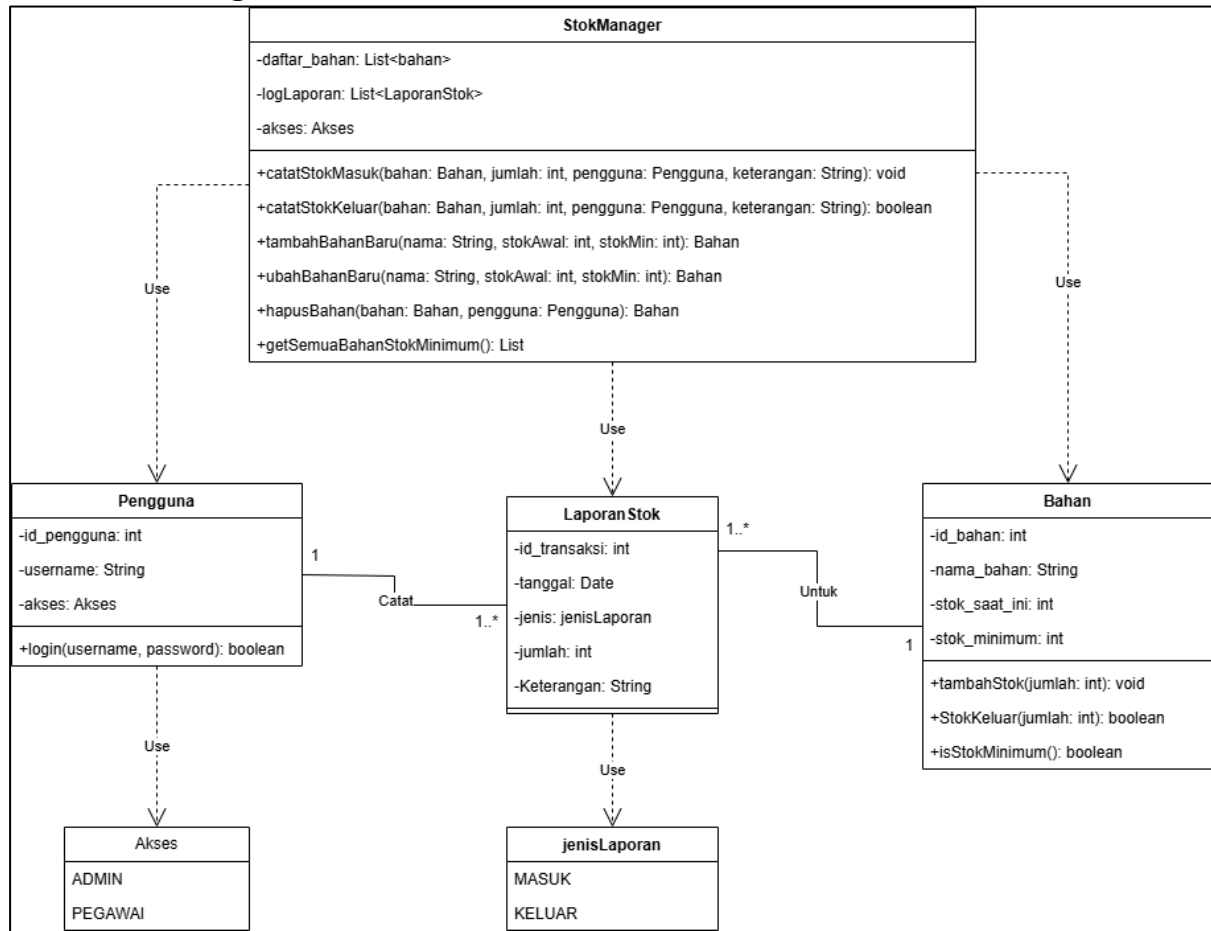 StokManager
-daftar_bahan: List<bahan>
-logLaporan: List<LaporanStok>
-akses: Akses
+catatStokMasuk(bahan: Bahan, jumlah: int, pengguna: Pengguna, keterangan: String): void
+catatStokKeluar(bahan: Bahan, jumlah: int, pengguna: Pengguna, keterangan: String): boolean
+tambahBahanBaru(nama: String, stokAwal: int, stokMin: int): Bahan
+ubahBahanBaru(nama: String, stokAwal: int, stokMin: int): Bahan
+hapusBahan(bahan: Bahan, pengguna: Pengguna): Bahan
+getSemuaBahanStokMinimum(): List
Use
Use
Use
Pengguna
-id_pengguna: int
-username: String
-akses: Akses
+login(username, password): boolean
1
Catat
1..*
LaporanStok
-id_transaksi: int
-tanggal: Date
-jenis: jenisLaporan
-jumlah: int
-Keterangan: String
1..*
Untuk
1
Bahan
-id_bahan: int
-nama_bahan: String
-stok_saat_ini: int
-stok_minimum: int
+tambahStok(jumlah: int): void
+StokKeluar(jumlah: int): boolean
+isStokMinimum(): boolean
Use
Use
Akses
ADMIN
PEGAWAI
jenisLaporan
MASUK
KELUAR